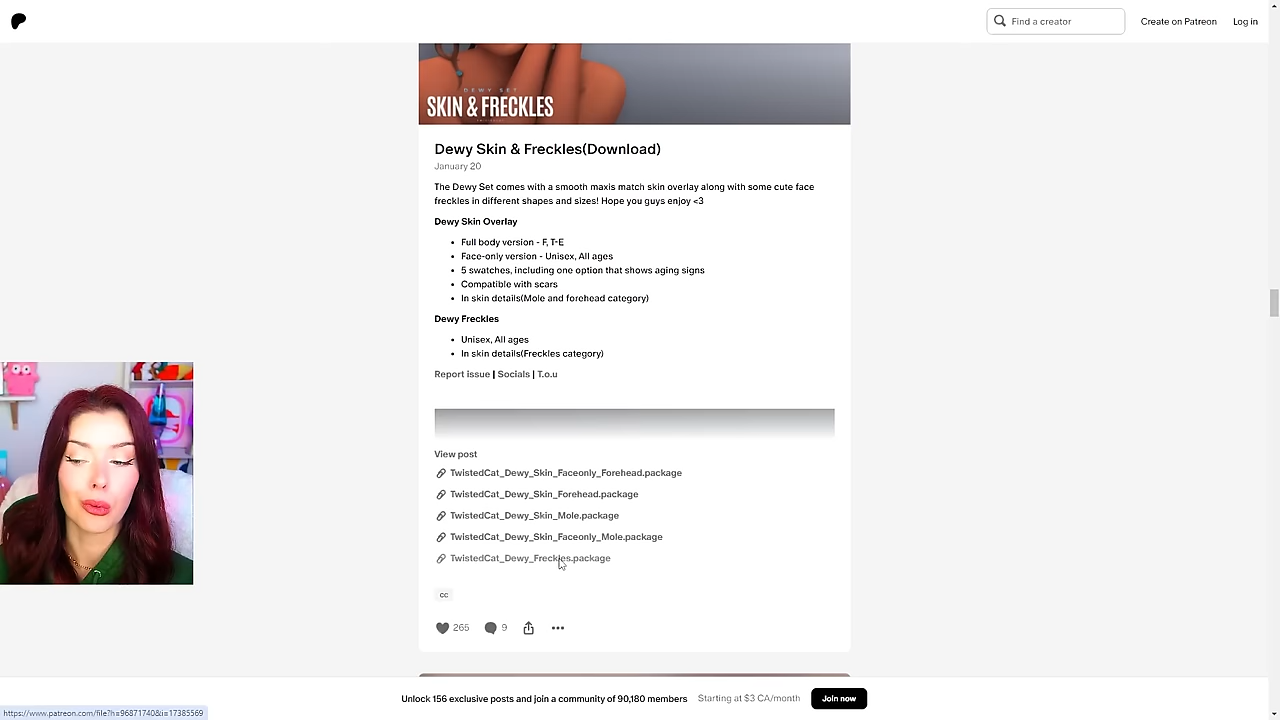 Find a creator
Create on Patreon
Log in
DEWY SET
SKIN & FRECKLES
Dewy Skin & Freckles(Download)
January 20
The Dewy Set comes with a smooth maxis match skin overlay along with some cute face
freckles in different shapes and sizes! Hope you guys enjoy <3
Dewy Skin Overlay
• Full body version - F, T-E
• Face-only version - Unisex, All ages
• 5 swatches, including one option that shows aging signs
• Compatible with scars
• In skin details(Mole and forehead category)
Dewy Freckles
• Unisex, All ages
• In skin details(Freckles category)
Report issue | Socials | T.o.u
View post
TwistedCat_Dewy_Skin_Faceonly_Forehead.package
TwistedCat_Dewy_Skin_Forehead.package
TwistedCat_Dewy_Skin_Mole.package
TwistedCat_Dewy_Skin_Faceonly_Mole.package
TwistedCat_Dewy_Freckles.package
cc
265
9
Unlock 156 exclusive posts and join a community of 90,180 members
Starting at $3 CA/month
Join now
https://www.patreon.com/file?h=96871740&i=17385569